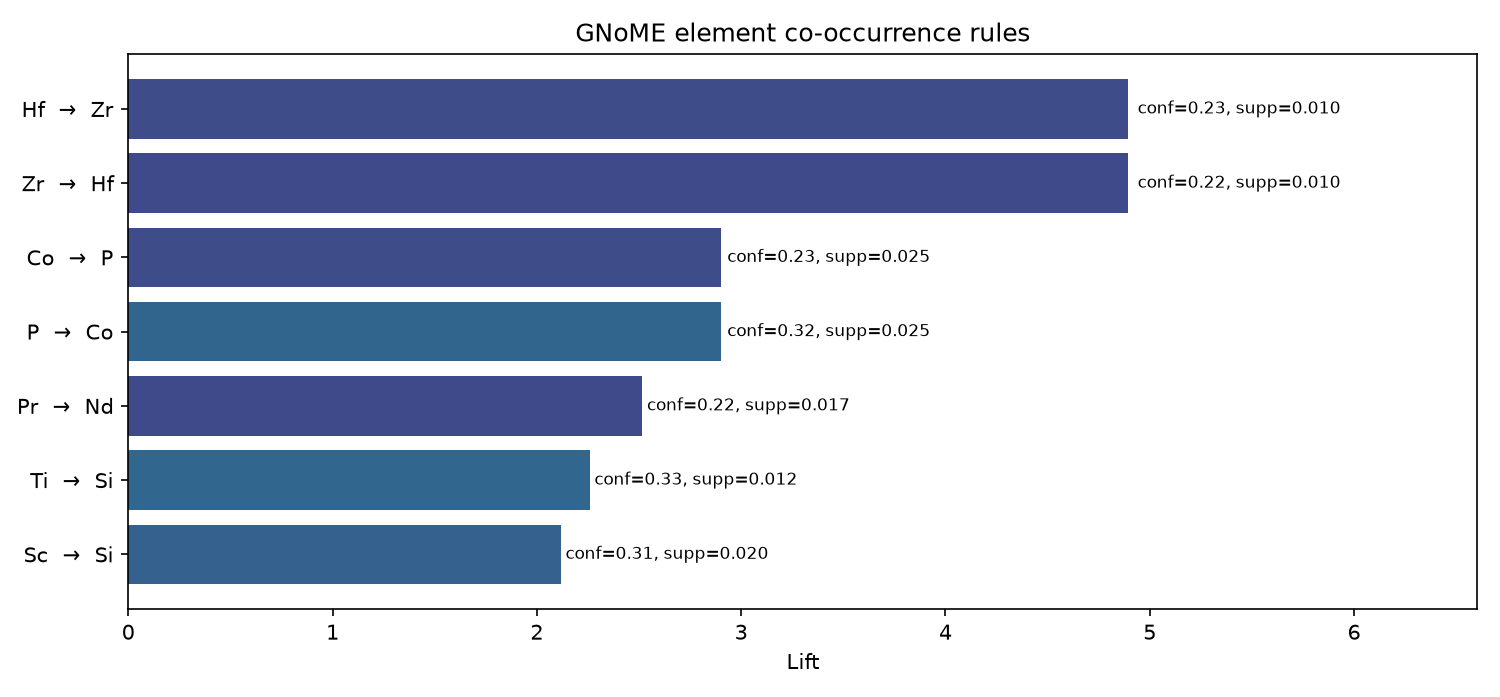 GNoME element co-occurrence rules
Hf → Zr conf=0.23, supp=0.010
Zr → Hf conf=0.22, supp=0.010
Co → P conf=0.23, supp=0.025
P → Co conf=0.32, supp=0.025
Pr → Nd conf=0.22, supp=0.017
Ti → Si conf=0.33, supp=0.012
Sc → Si conf=0.31, supp=0.020
0 1 2 3 4 5 6
Lift